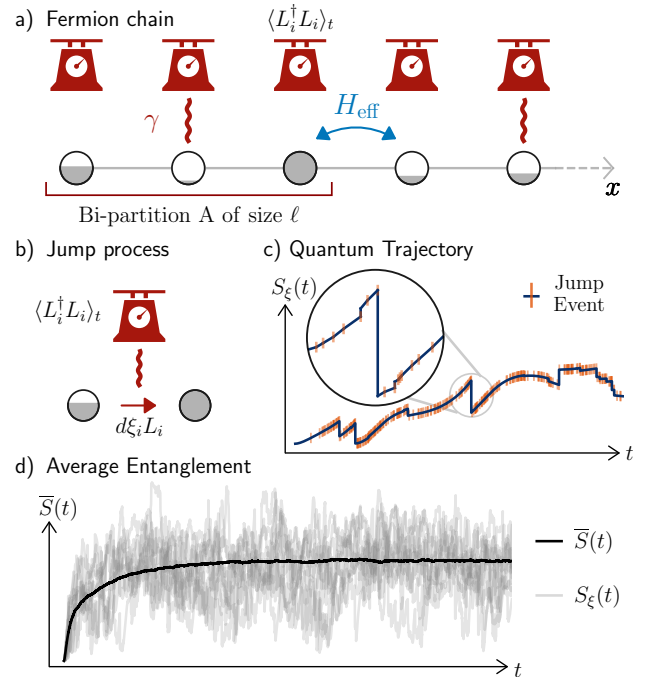 a) Fermion chain
⟨L_i^† L_i⟩_t
γ
H_eff
x
Bi-partition A of size ℓ
b) Jump process
⟨L_i^† L_i⟩_t
dξ_i L_i
c) Quantum Trajectory
S_ξ(t)
Jump
Event
t
d) Average Entanglement
S̅(t)
S̅(t)
S_ξ(t)
t